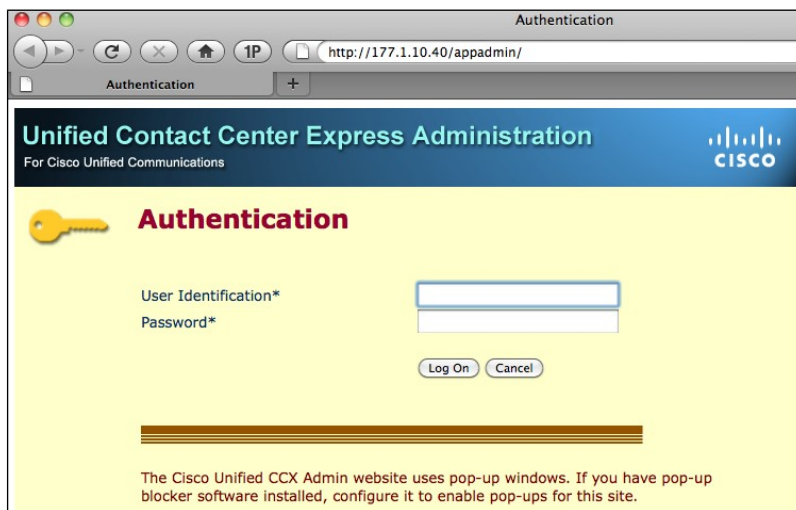 Authentication
1P
http://177.1.10.40/appadmin/
Authentication
+
Unified Contact Center Express Administration
For Cisco Unified Communications
CISCO
Authentication
User Identification*
Password*
Log On Cancel
The Cisco Unified CCX Admin website uses pop-up windows. If you have pop-up
blocker software installed, configure it to enable pop-ups for this site.